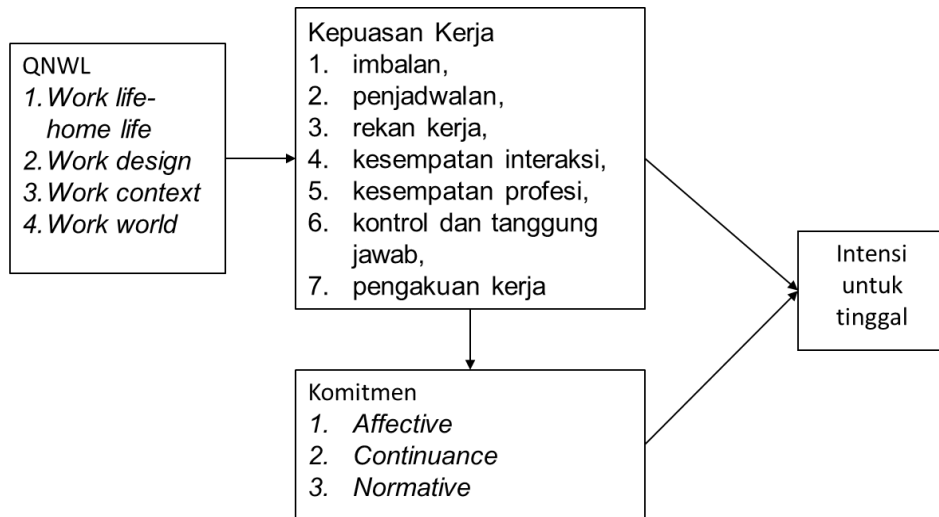 QNWL
1. Work life-
home life
2. Work design
3. Work context
4. Work world
Kepuasan Kerja
1. imbalan,
2. penjadwalan,
3. rekan kerja,
4. kesempatan interaksi,
5. kesempatan profesi,
6. kontrol dan tanggung
jawab,
7. pengakuan kerja
Komitmen
1. Affective
2. Continuance
3. Normative
Intensi
untuk
tinggal